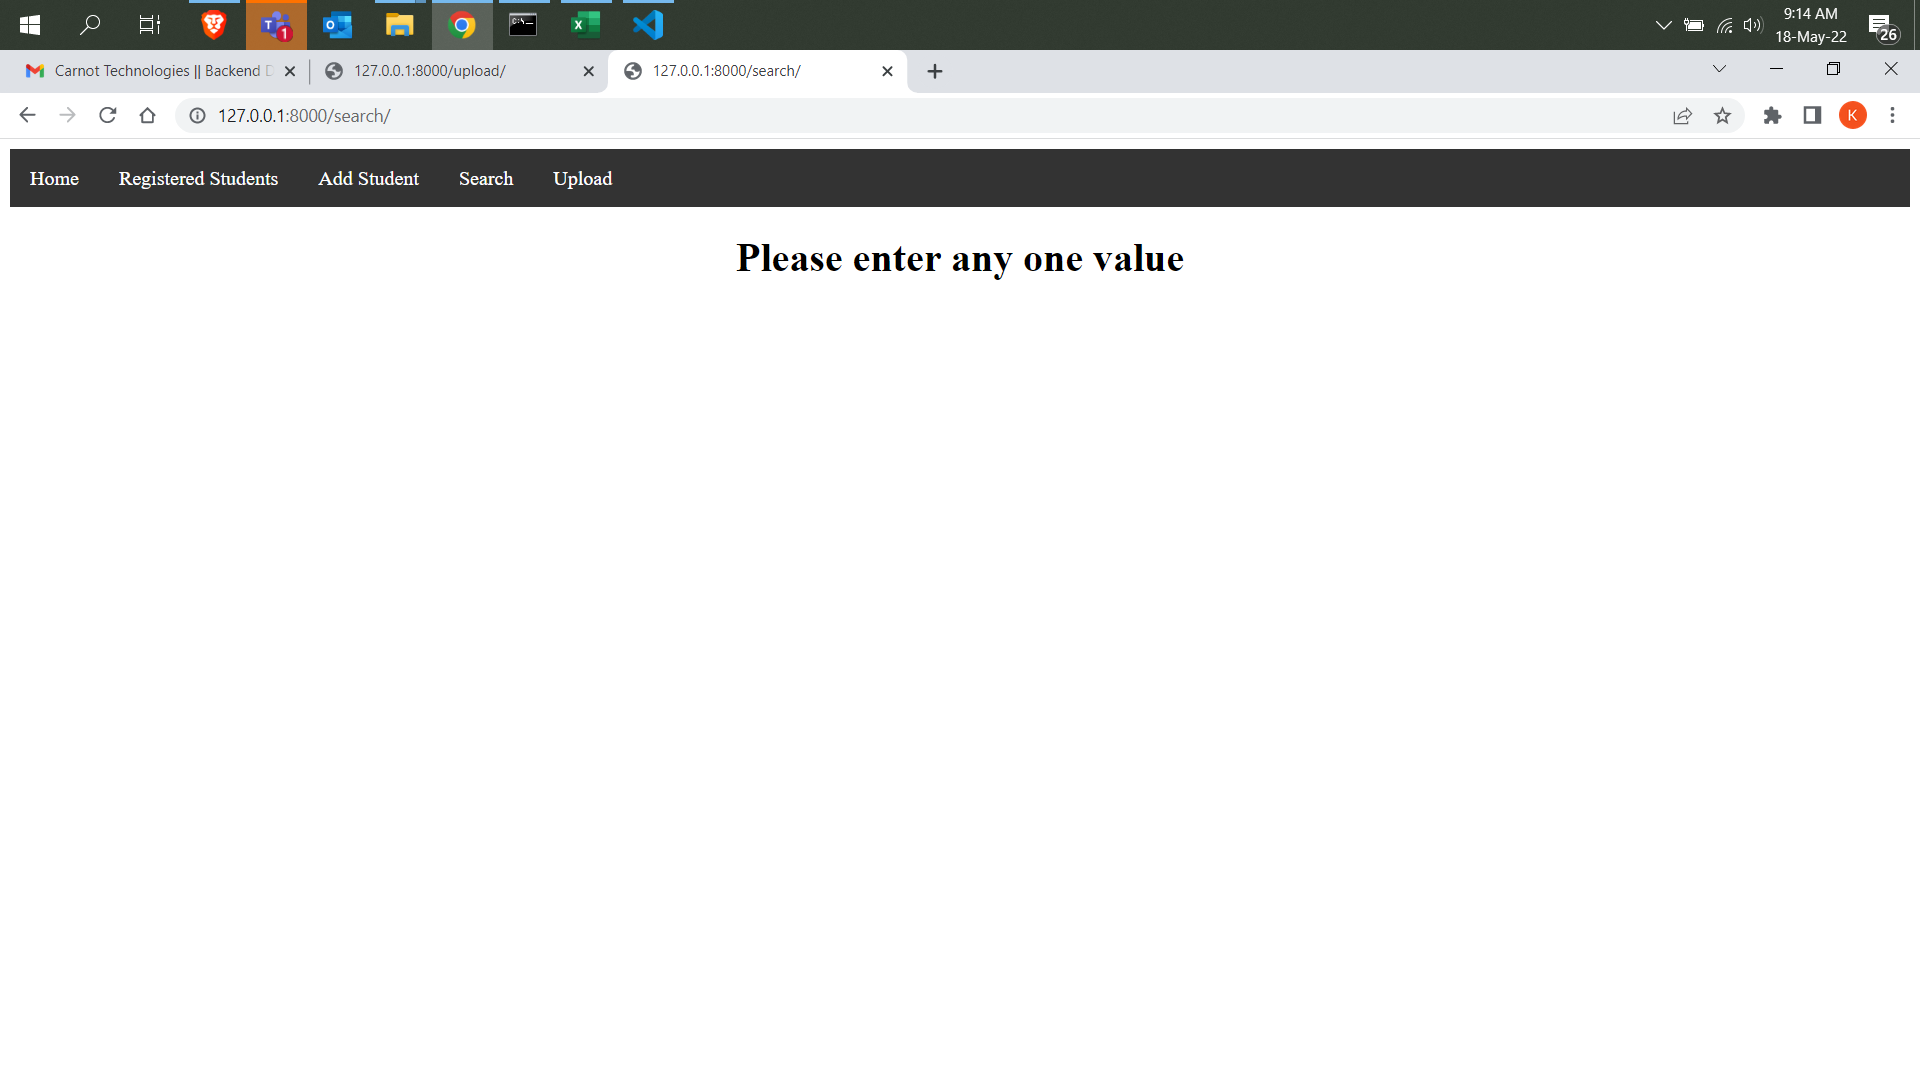 1
9:14 AM
18-May-22
26
Carnot Technologies || Backend D
127.0.0.1:8000/upload/
127.0.0.1:8000/search/
127.0.0.1:8000/search/
K
Home Registered Students Add Student Search Upload
Please enter any one value